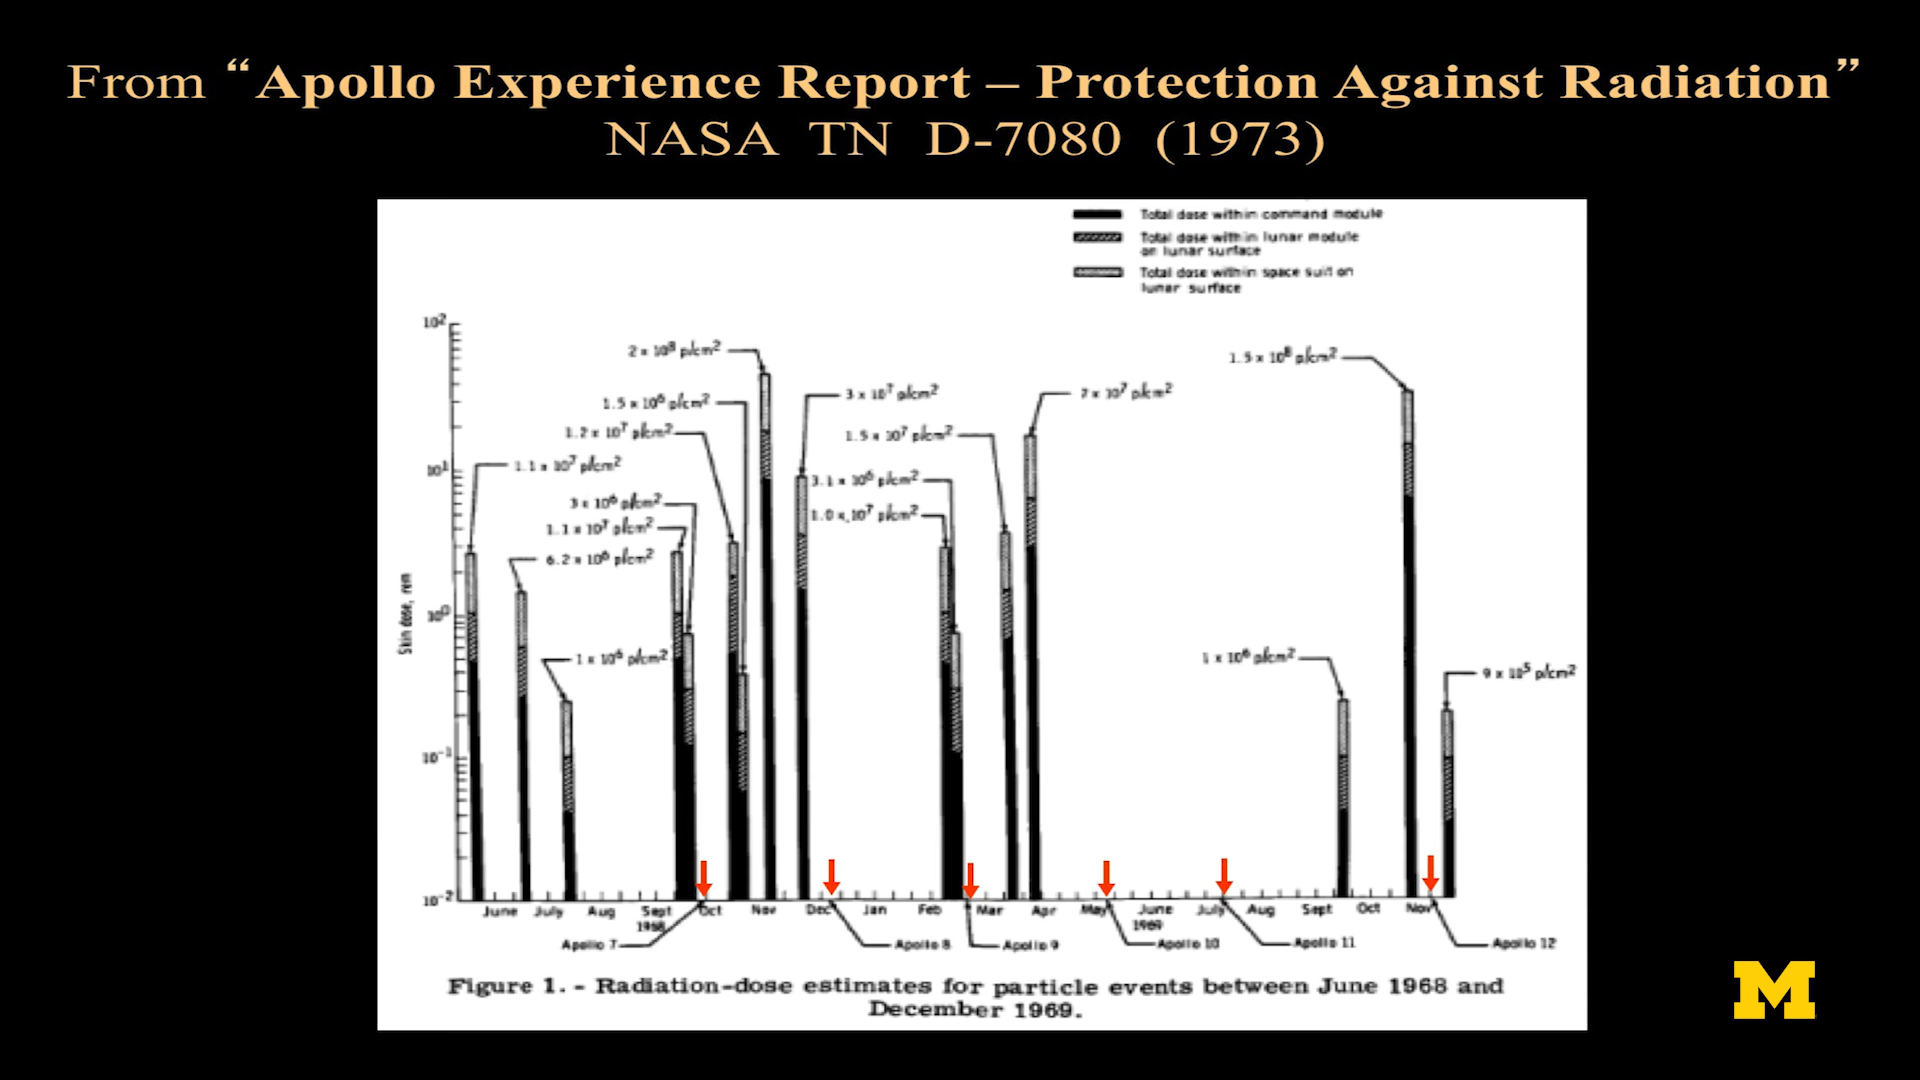 From “Apollo Experience Report – Protection Against Radiation”
NASA TN D-7080 (1973)
Total dose within command module
Total dose within lunar module
on lunar surface
Total dose within space suit on
lunar surface
10²
10¹
10⁰
10⁻¹
10⁻²
Skin dose, rem
2 x 10⁸ p/cm²
1.5 x 10⁶ p/cm²
1.2 x 10⁷ p/cm²
1.1 x 10⁷ p/cm²
3 x 10⁶ p/cm²
1.1 x 10⁷ p/cm²
6.2 x 10⁶ p/cm²
1 x 10⁶ p/cm²
3 x 10⁷ p/cm²
1.5 x 10⁷ p/cm²
3.1 x 10⁶ p/cm²
1.0 x 10⁷ p/cm²
7 x 10⁷ p/cm²
1.5 x 10⁸ p/cm²
1 x 10⁶ p/cm²
9 x 10⁵ p/cm²
June July Aug Sept Oct Nov Dec Jan Feb Mar Apr May June July Aug Sept Oct Nov
1968 1969
Apollo 7 Apollo 8 Apollo 9 Apollo 10 Apollo 11 Apollo 12
Figure 1. - Radiation-dose estimates for particle events between June 1968 and
December 1969.
M